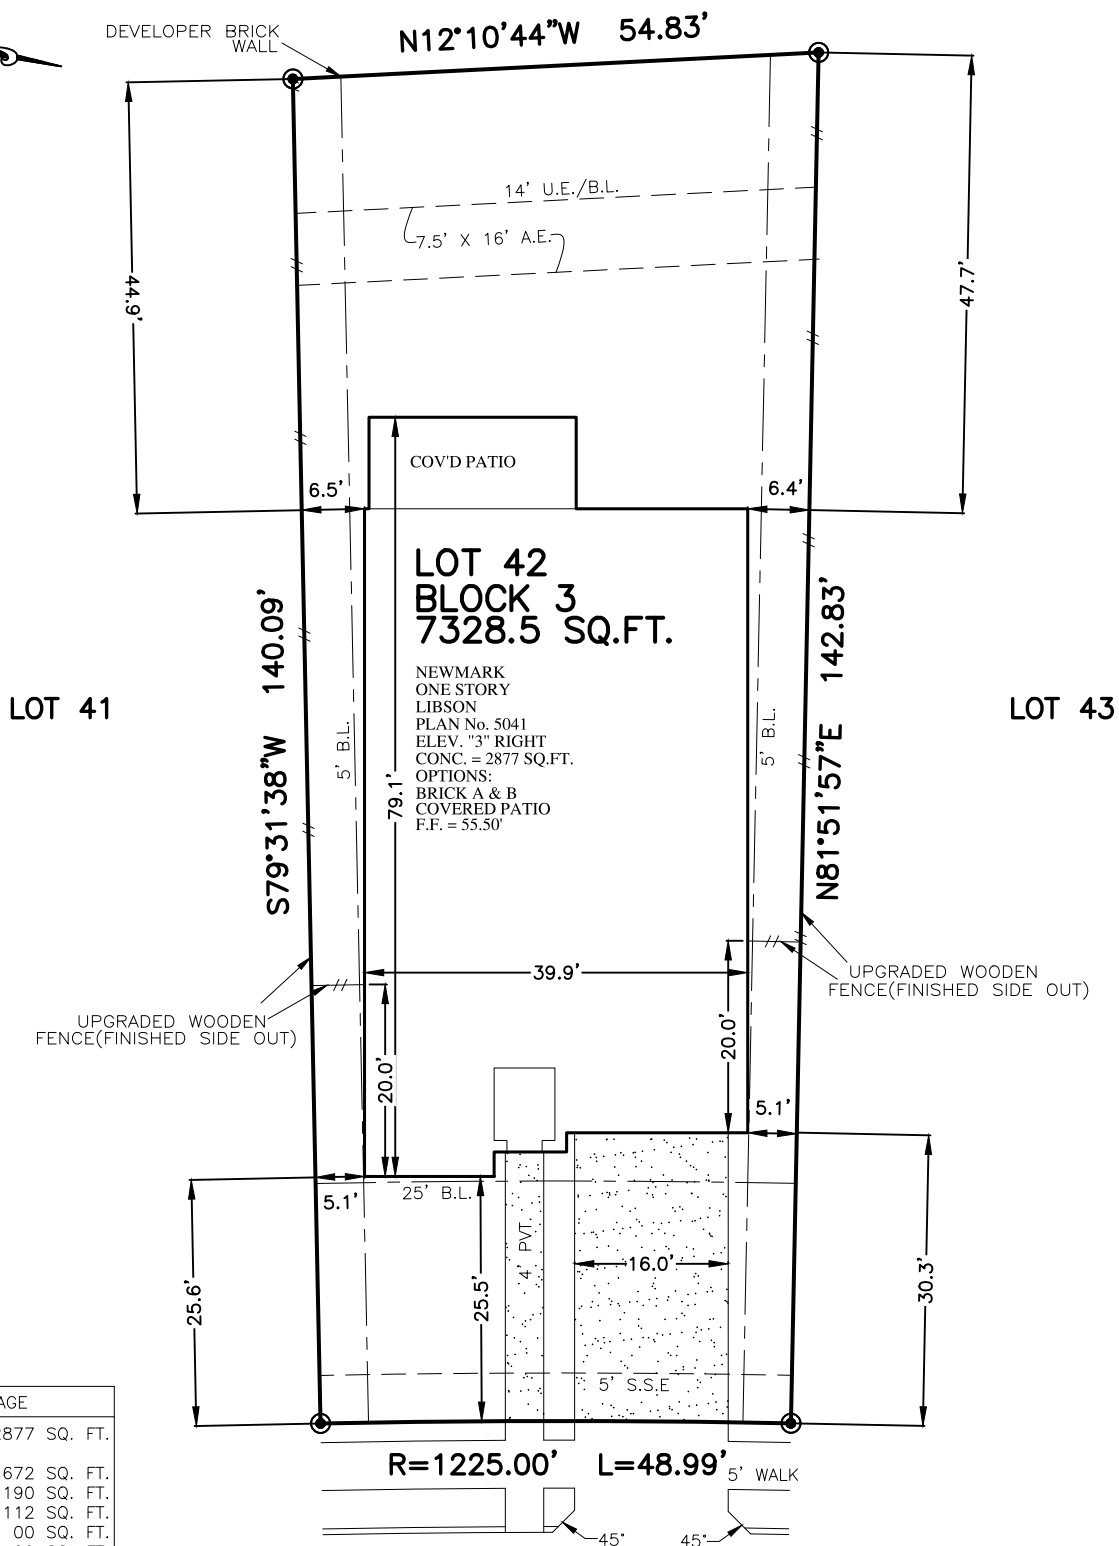 DEVELOPER BRICK
WALL
N12°10'44"W 54.83'
14' U.E./B.L.
7.5' X 16' A.E.
44.9'
47.7'
COV'D PATIO
6.5'
6.4'
LOT 42
BLOCK 3
7328.5 SQ.FT.
NEWMARK
ONE STORY
LIBSON
PLAN No. 5041
ELEV. "3" RIGHT
CONC. = 2877 SQ.FT.
OPTIONS:
BRICK A & B
COVERED PATIO
F.F. = 55.50'
S79°31'38"W 140.09'
N81°51'57"E 142.83'
LOT 41
LOT 43
5' B.L.
5' B.L.
79.1'
39.9'
UPGRADED WOODEN
FENCE(FINISHED SIDE OUT)
UPGRADED WOODEN
FENCE(FINISHED SIDE OUT)
20.0'
20.0'
5.1'
5.1'
25' B.L.
4' PVT.
16.0'
25.6'
25.5'
30.3'
5' S.S.E
R=1225.00' L=48.99'
5' WALK
45°
45°
2877 SQ. FT.
672 SQ. FT.
190 SQ. FT.
112 SQ. FT.
00 SQ. FT.